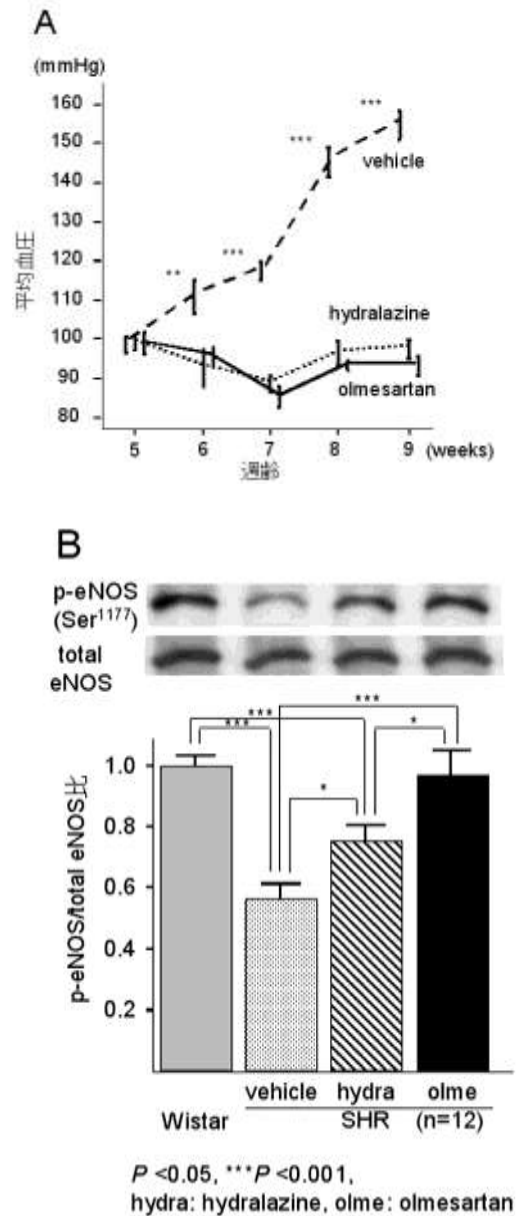 A
(mmHg)
160
***
150
***
vehicle
140
130
***
120
**
110
hydralazine
100
90
olmesartan
80
平均血圧
5 6 7 8 9 (weeks)
週齢
B
p-eNOS
(Ser1177)
total
eNOS
***
***
***
*
*
1.0
0.8
0.6
0.4
0.2
p-eNOS/total eNOS比
vehicle hydra olme
Wistar SHR (n=12)
P <0.05, ***P <0.001,
hydra: hydralazine, olme: olmesartan